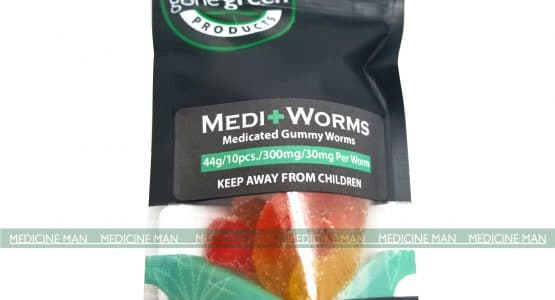 gone green
PRODUCTS
MEDI+WORMS
Medicated Gummy Worms
44g/10pcs./300mg/30mg Per Worm
KEEP AWAY FROM CHILDREN
MEDICINE MAN MEDICINE MAN MEDICINE MAN MEDICINE MAN MEDICINE MAN MEDICINE MAN